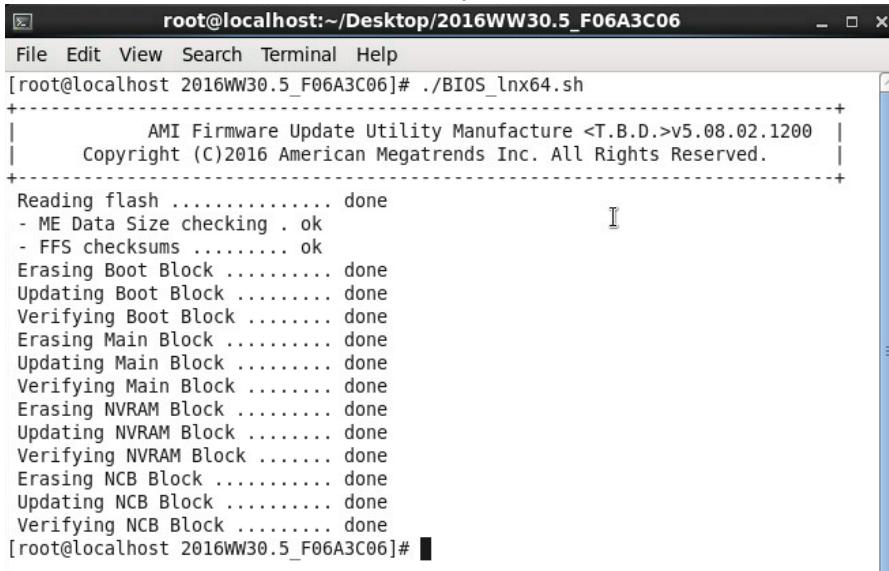 root@localhost:~/Desktop/2016WW30.5_F06A3C06
File Edit View Search Terminal Help
[root@localhost 2016WW30.5_F06A3C06]# ./BIOS_lnx64.sh
+---------------------------------------------------------------------------+
| AMI Firmware Update Utility Manufacture <T.B.D.>v5.08.02.1200 |
| Copyright (C)2016 American Megatrends Inc. All Rights Reserved. |
+---------------------------------------------------------------------------+
Reading flash ............... done
- ME Data Size checking . ok
- FFS checksums ......... ok
Erasing Boot Block .......... done
Updating Boot Block ......... done
Verifying Boot Block ........ done
Erasing Main Block .......... done
Updating Main Block ......... done
Verifying Main Block ........ done
Erasing NVRAM Block ......... done
Updating NVRAM Block ........ done
Verifying NVRAM Block ....... done
Erasing NCB Block ........... done
Updating NCB Block .......... done
Verifying NCB Block ......... done
[root@localhost 2016WW30.5_F06A3C06]#